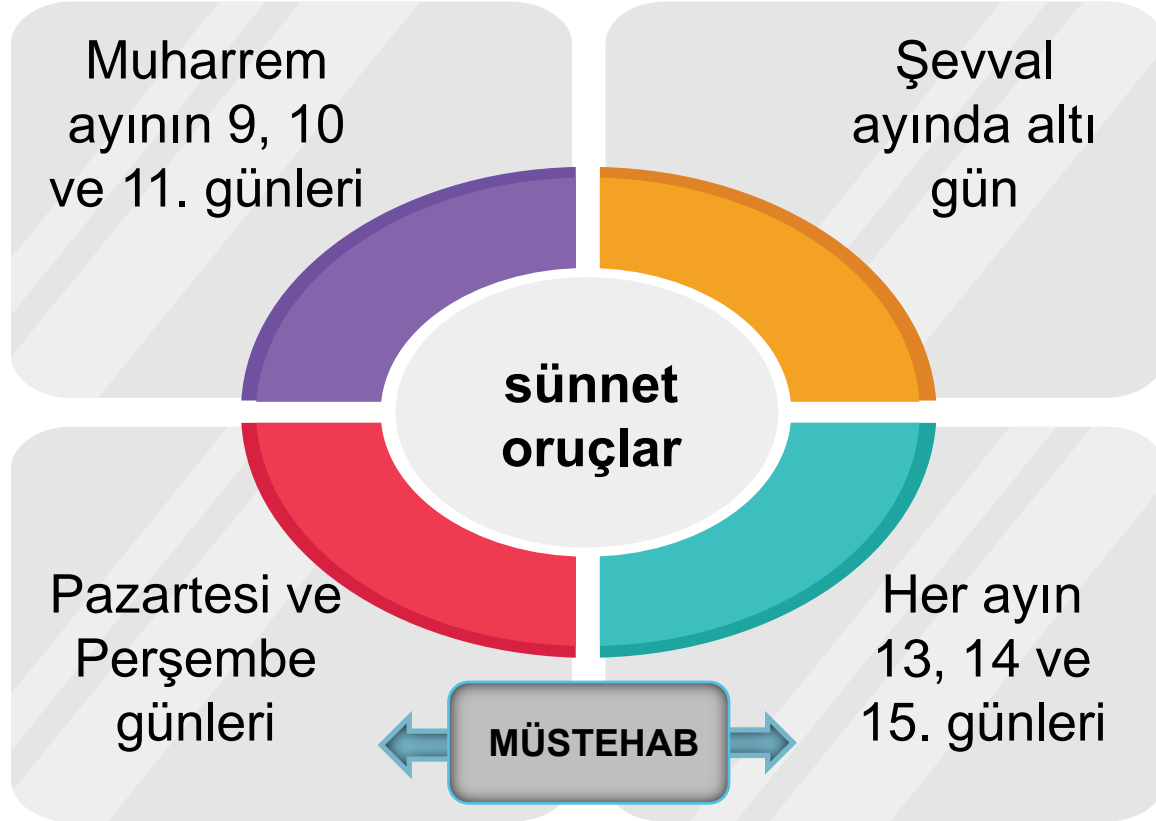 Muharrem
ayının 9, 10
ve 11. günleri
Şevval
ayında altı
gün
sünnet
oruçlar
Pazartesi ve
Perşembe
günleri
Her ayın
13, 14 ve
15. günleri
MÜSTEHAB